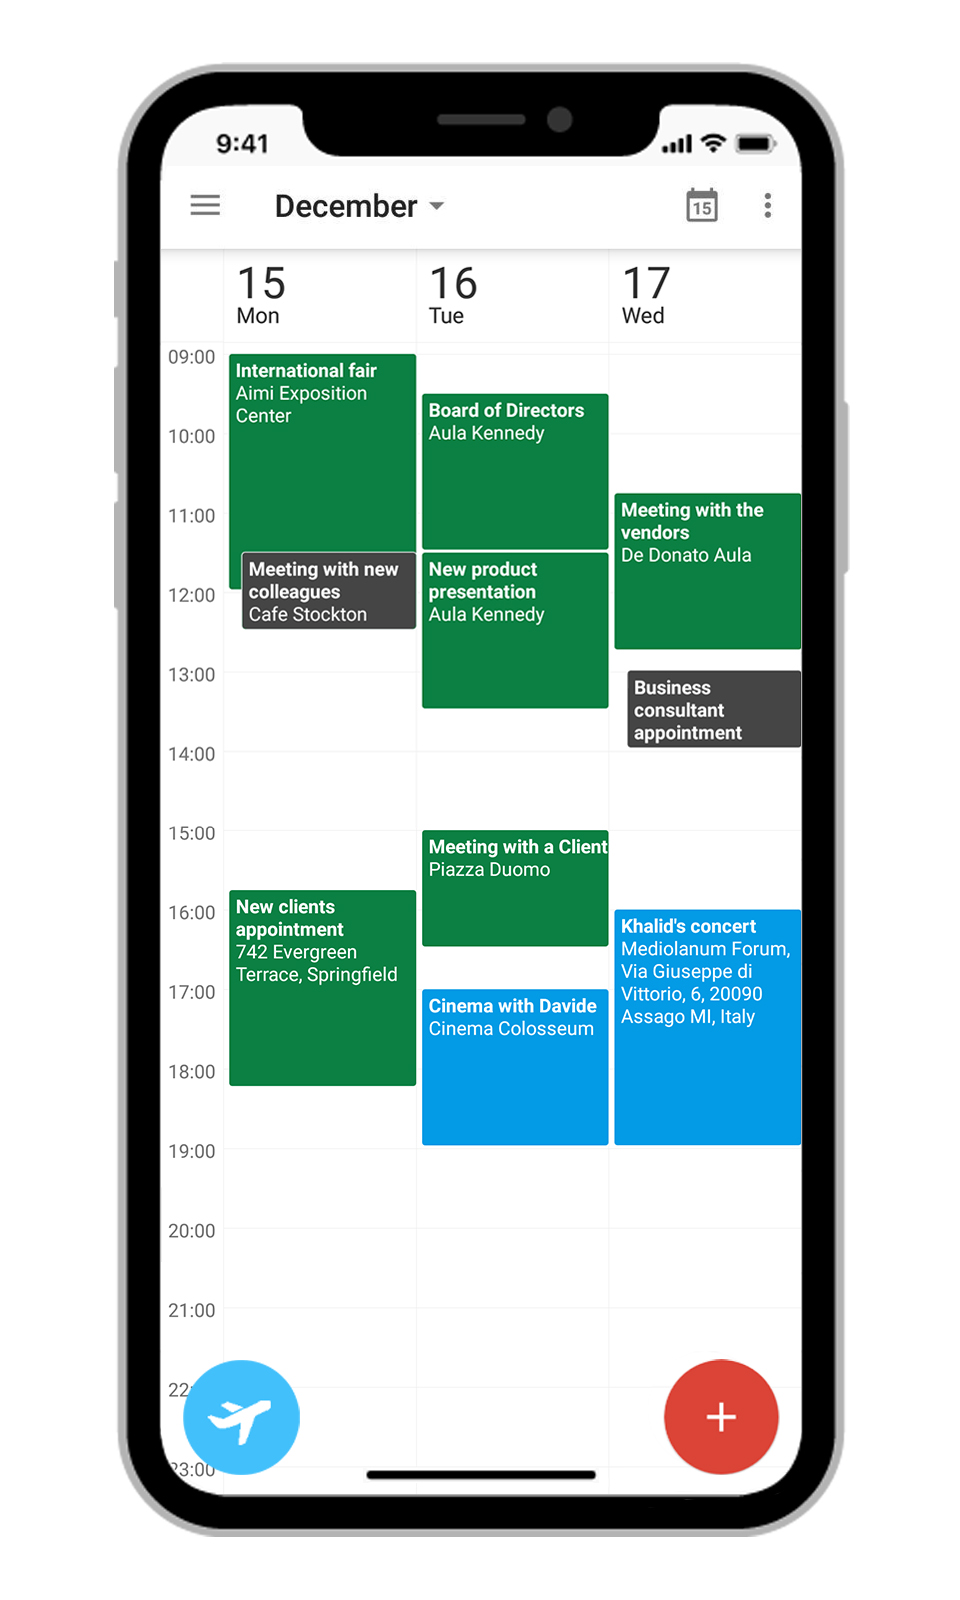 9:41
December
15
15
Mon
16
Tue
17
Wed
09:00
10:00
11:00
12:00
13:00
14:00
15:00
16:00
17:00
18:00
19:00
20:00
21:00
22
23:00
International fair
Aimi Exposition
Center
Meeting with new
colleagues
Cafe Stockton
New clients
appointment
742 Evergreen
Terrace, Springfield
Board of Directors
Aula Kennedy
New product
presentation
Aula Kennedy
Meeting with a Client
Piazza Duomo
Cinema with Davide
Cinema Colosseum
Meeting with the
vendors
De Donato Aula
Business
consultant
appointment
Khalid's concert
Mediolanum Forum,
Via Giuseppe di
Vittorio, 6, 20090
Assago MI, Italy